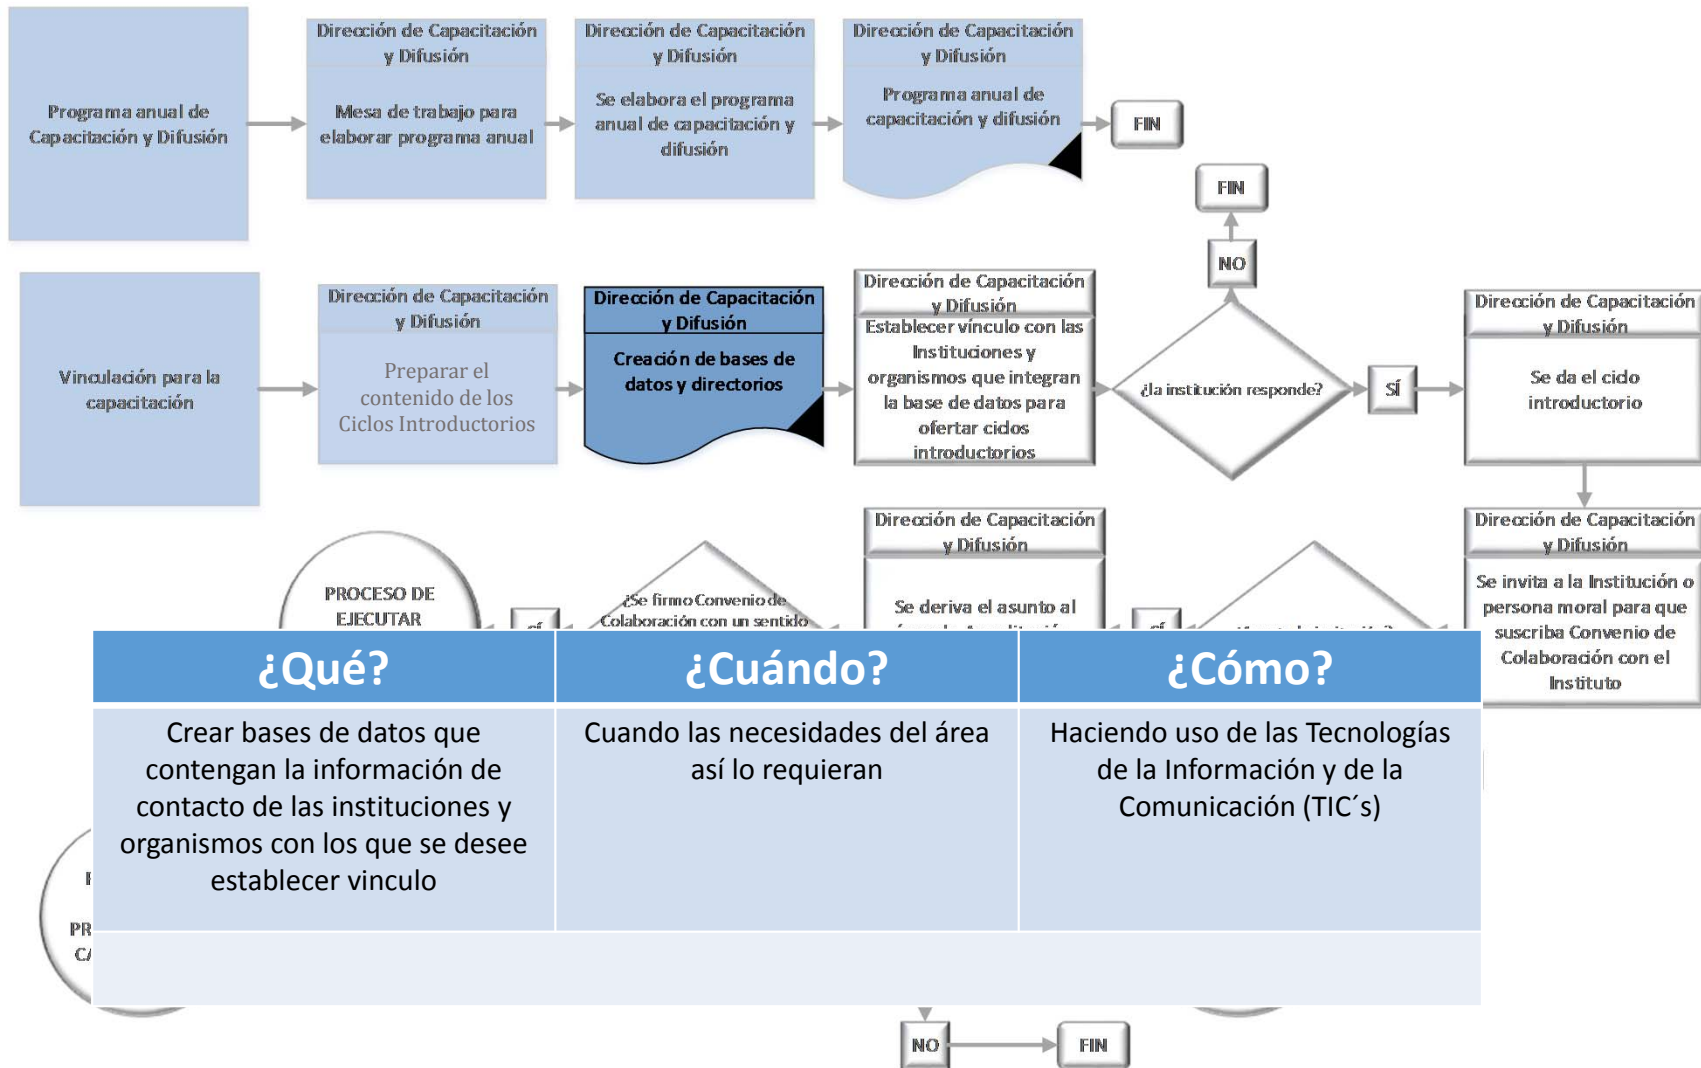 Programa anual de
Capacitación y Difusión
Dirección de Capacitación
y Difusión
Mesa de trabajo para
elaborar programa anual
Dirección de Capacitación
y Difusión
Se elabora el programa
anual de capacitación y
difusión
Dirección de Capacitación
y Difusión
Programa anual de
capacitación y difusión
FIN
FIN
NO
Vinculación para la
capacitación
Dirección de Capacitación
y Difusión
Preparar el
contenido de los
Ciclos Introductorios
Dirección de Capacitación
y Difusión
Creación de bases de
datos y directorios
Dirección de Capacitación
y Difusión
Establecer vínculo con las
Instituciones y
organismos que integran
la base de datos para
ofertar ciclos
introductorios
¿la institución responde?
SÍ
Dirección de Capacitación
y Difusión
Se da el ciclo
introductorio
Dirección de Capacitación
y Difusión
Se invita a la Institución o
persona moral para que
suscriba Convenio de
Colaboración con el
Instituto
Dirección de Capacitación
y Difusión
Se deriva el asunto al
¿Se firmo Convenio de
Colaboración con un sentido
PROCESO DE
EJECUTAR
¿Qué?
¿Cuándo?
¿Cómo?
Crear bases de datos que
contengan la información de
contacto de las instituciones y
organismos con los que se desee
establecer vinculo
Cuando las necesidades del área
así lo requieran
Haciendo uso de las Tecnologías
de la Información y de la
Comunicación (TIC´s)
NO
FIN